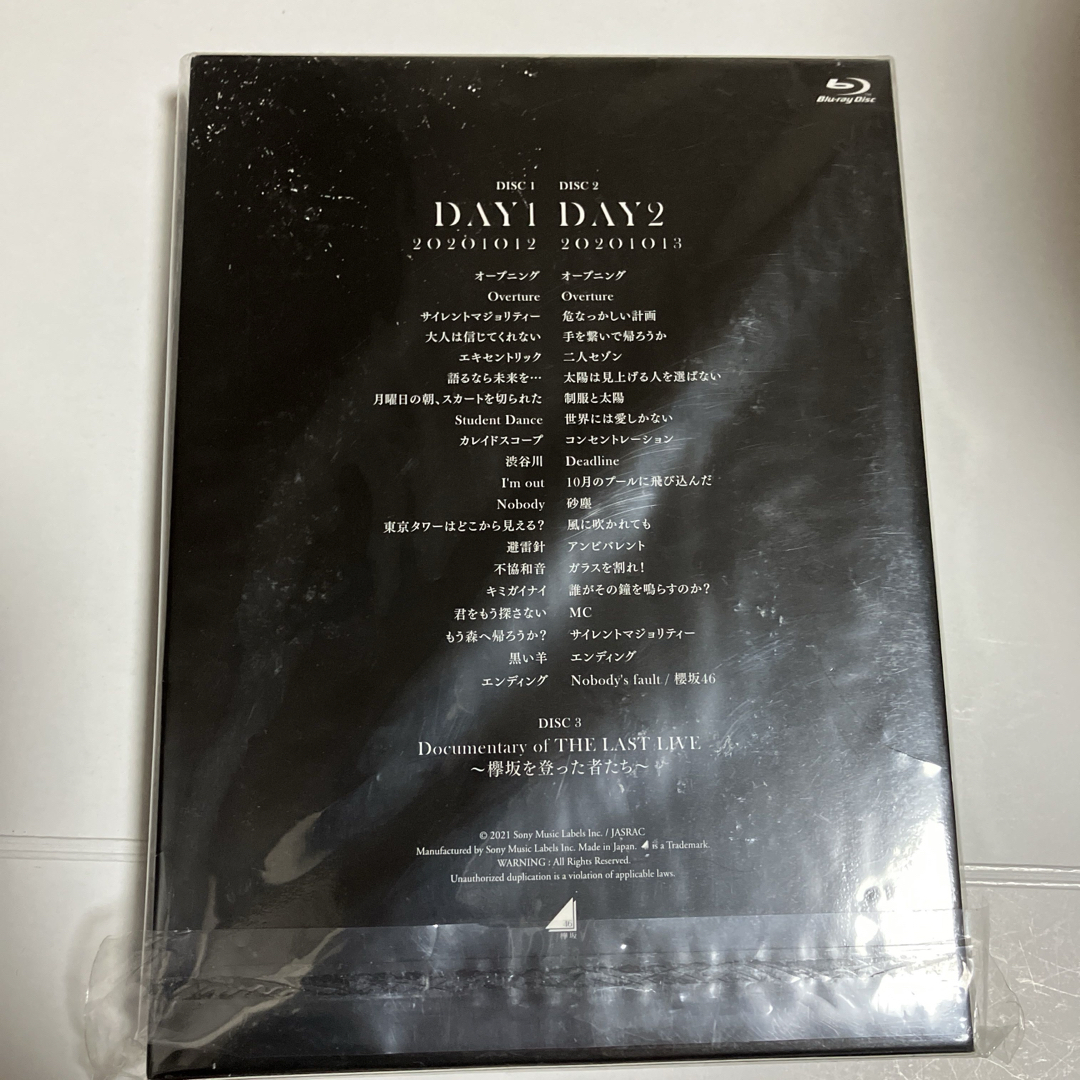 Blu-ray Disc
DISC 1
DAY1
20201012
オープニング
Overture
サイレントマジョリティー
大人は信じてくれない
エキセントリック
語るなら未来を…
月曜日の朝、スカートを切られた
Student Dance
カレイドスコープ
渋谷川
I'm out
Nobody
東京タワーはどこから見える?
避雷針
不協和音
キミガイナイ
君をもう探さない
もう森へ帰ろうか?
黒い羊
エンディング
DISC 2
DAY2
20201013
オープニング
Overture
危なっかしい計画
手を繋いで帰ろうか
二人セゾン
太陽は見上げる人を選ばない
制服と太陽
世界には愛しかない
コンセントレーション
Deadline
10月のプールに飛び込んだ
砂塵
風に吹かれても
アンビバレント
ガラスを割れ!
誰がその鐘を鳴らすのか?
MC
サイレントマジョリティー
エンディング
Nobody's fault / 櫻坂46
DISC 3
Documentary of THE LAST LIVE
～欅坂を登った者たち～
© 2021 Sony Music Labels Inc. / JASRAC
Manufactured by Sony Music Labels Inc. Made in Japan. is a Trademark.
WARNING : All Rights Reserved.
Unauthorized duplication is a violation of applicable laws.
46
欅坂